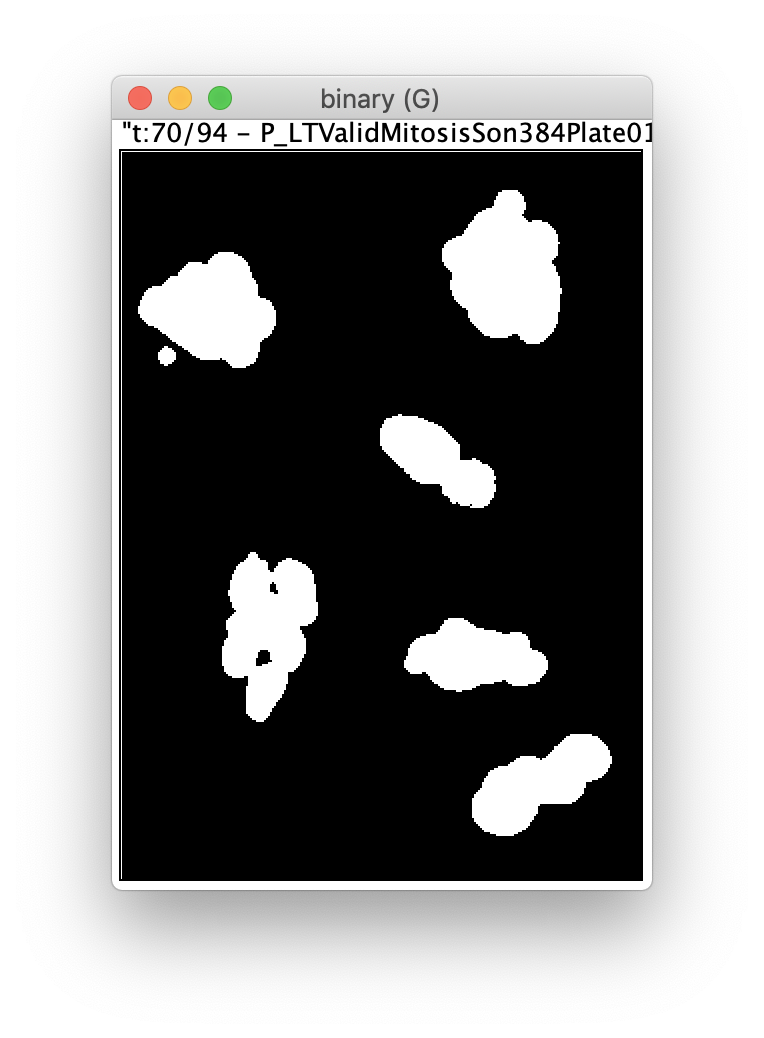 binary (G)
"t:70/94 – P_LTValidMitosisSon384Plate01